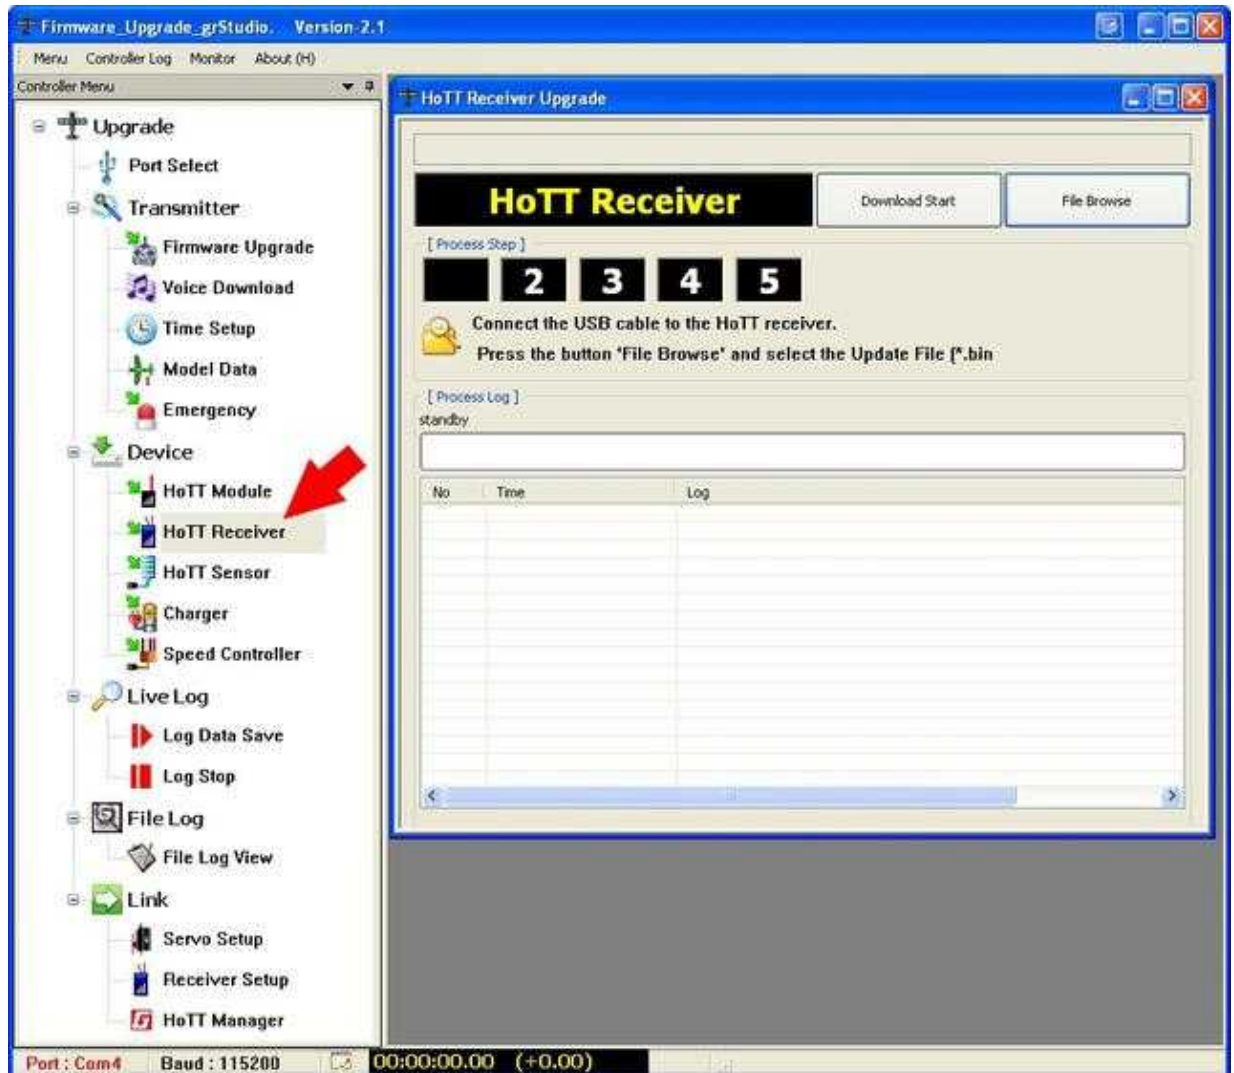 Firmware_Upgrade_grStudio. Version-2.1
Menu Controller Log Monitor About (H)
Controller Menu
Upgrade
Port Select
Transmitter
Firmware Upgrade
Voice Download
Time Setup
Model Data
Emergency
Device
HoTT Module
HoTT Receiver
HoTT Sensor
Charger
Speed Controller
Live Log
Log Data Save
Log Stop
File Log
File Log View
Link
Servo Setup
Receiver Setup
HoTT Manager
HoTT Receiver Upgrade
HoTT Receiver Download Start File Browse
[ Process Step ]
2 3 4 5
Connect the USB cable to the HoTT receiver.
Press the button 'File Browse' and select the Update File (*.bin
[ Process Log ]
standby
No Time Log
Port : Com4 Baud : 115200 00:00:00.00 (+0.00)